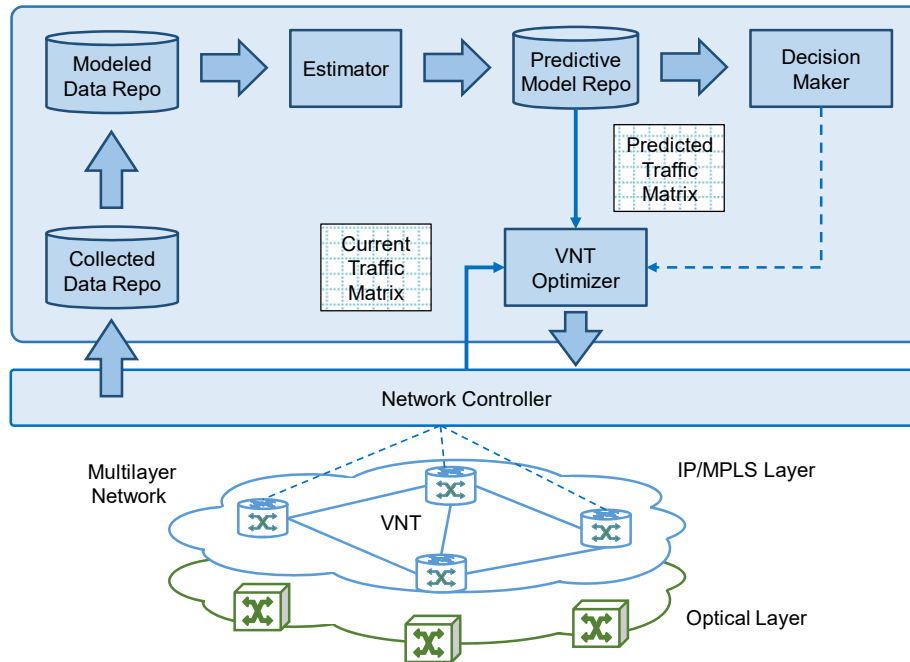 Modeled
Data Repo
Estimator
Predictive
Model Repo
Decision
Maker
Predicted
Traffic
Matrix
Current
Traffic
Matrix
Collected
Data Repo
VNT
Optimizer
Network Controller
Multilayer
Network
IP/MPLS Layer
VNT
Optical Layer